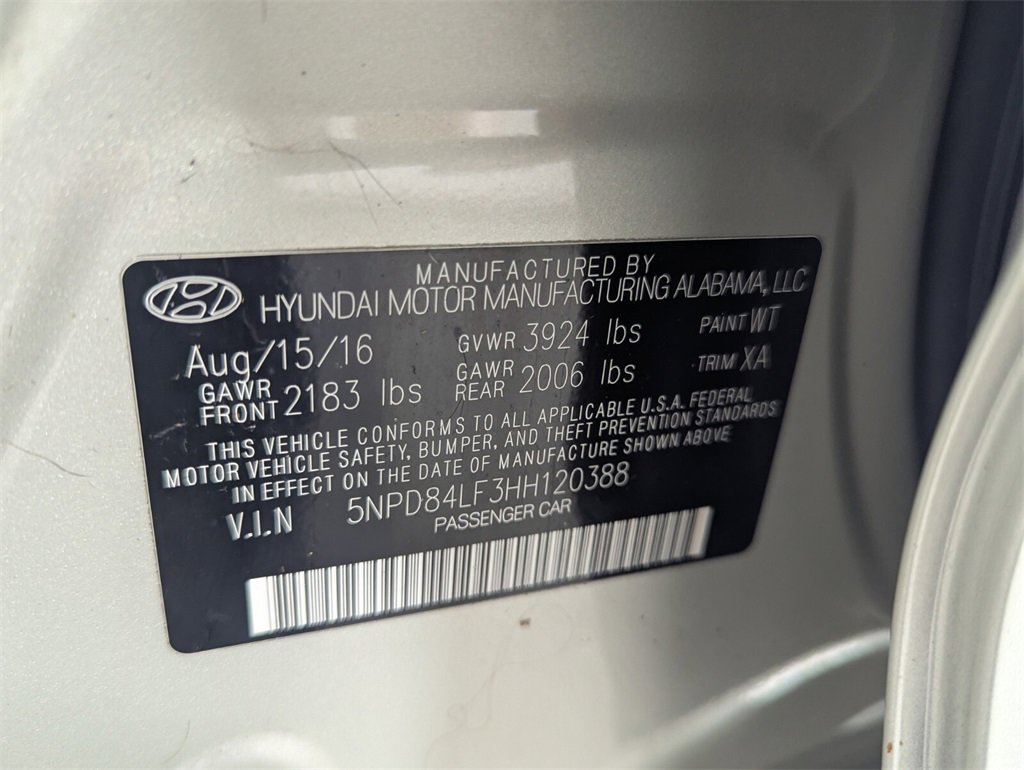 MANUFACTURED BY
HYUNDAI MOTOR MANUFACTURING ALABAMA, LLC
Aug/15/16 GVWR 3924 lbs PAINT WT
GAWR FRONT 2183 lbs GAWR REAR 2006 lbs TRIM XA
THIS VEHICLE CONFORMS TO ALL APPLICABLE U.S.A. FEDERAL
MOTOR VEHICLE SAFETY, BUMPER, AND THEFT PREVENTION STANDARDS
IN EFFECT ON THE DATE OF MANUFACTURE SHOWN ABOVE
V.I.N 5NPD84LF3HH120388
PASSENGER CAR